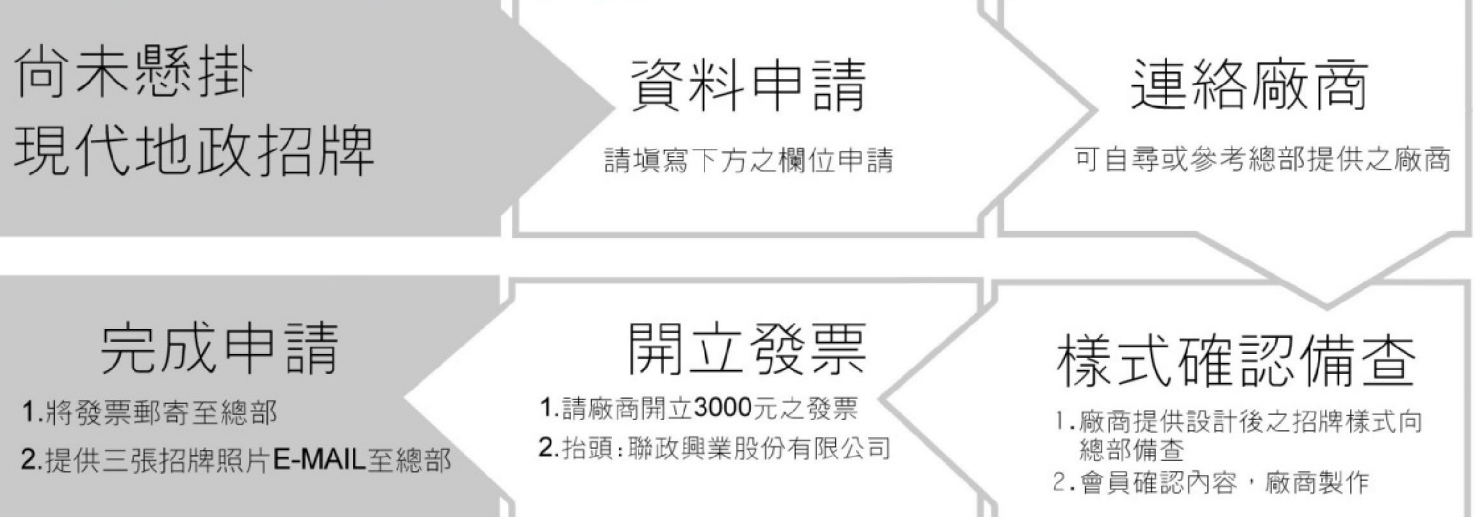 尚未懸掛
現代地政招牌
資料申請
請填寫下方之欄位申請
連絡廠商
可自尋或參考總部提供之廠商
樣式確認備查
1.廠商提供設計後之招牌樣式向
總部備查
2.會員確認內容，廠商製作
開立發票
1.請廠商開立3000元之發票
2.抬頭:聯政興業股份有限公司
完成申請
1.將發票郵寄至總部
2.提供三張招牌照片E-MAIL至總部